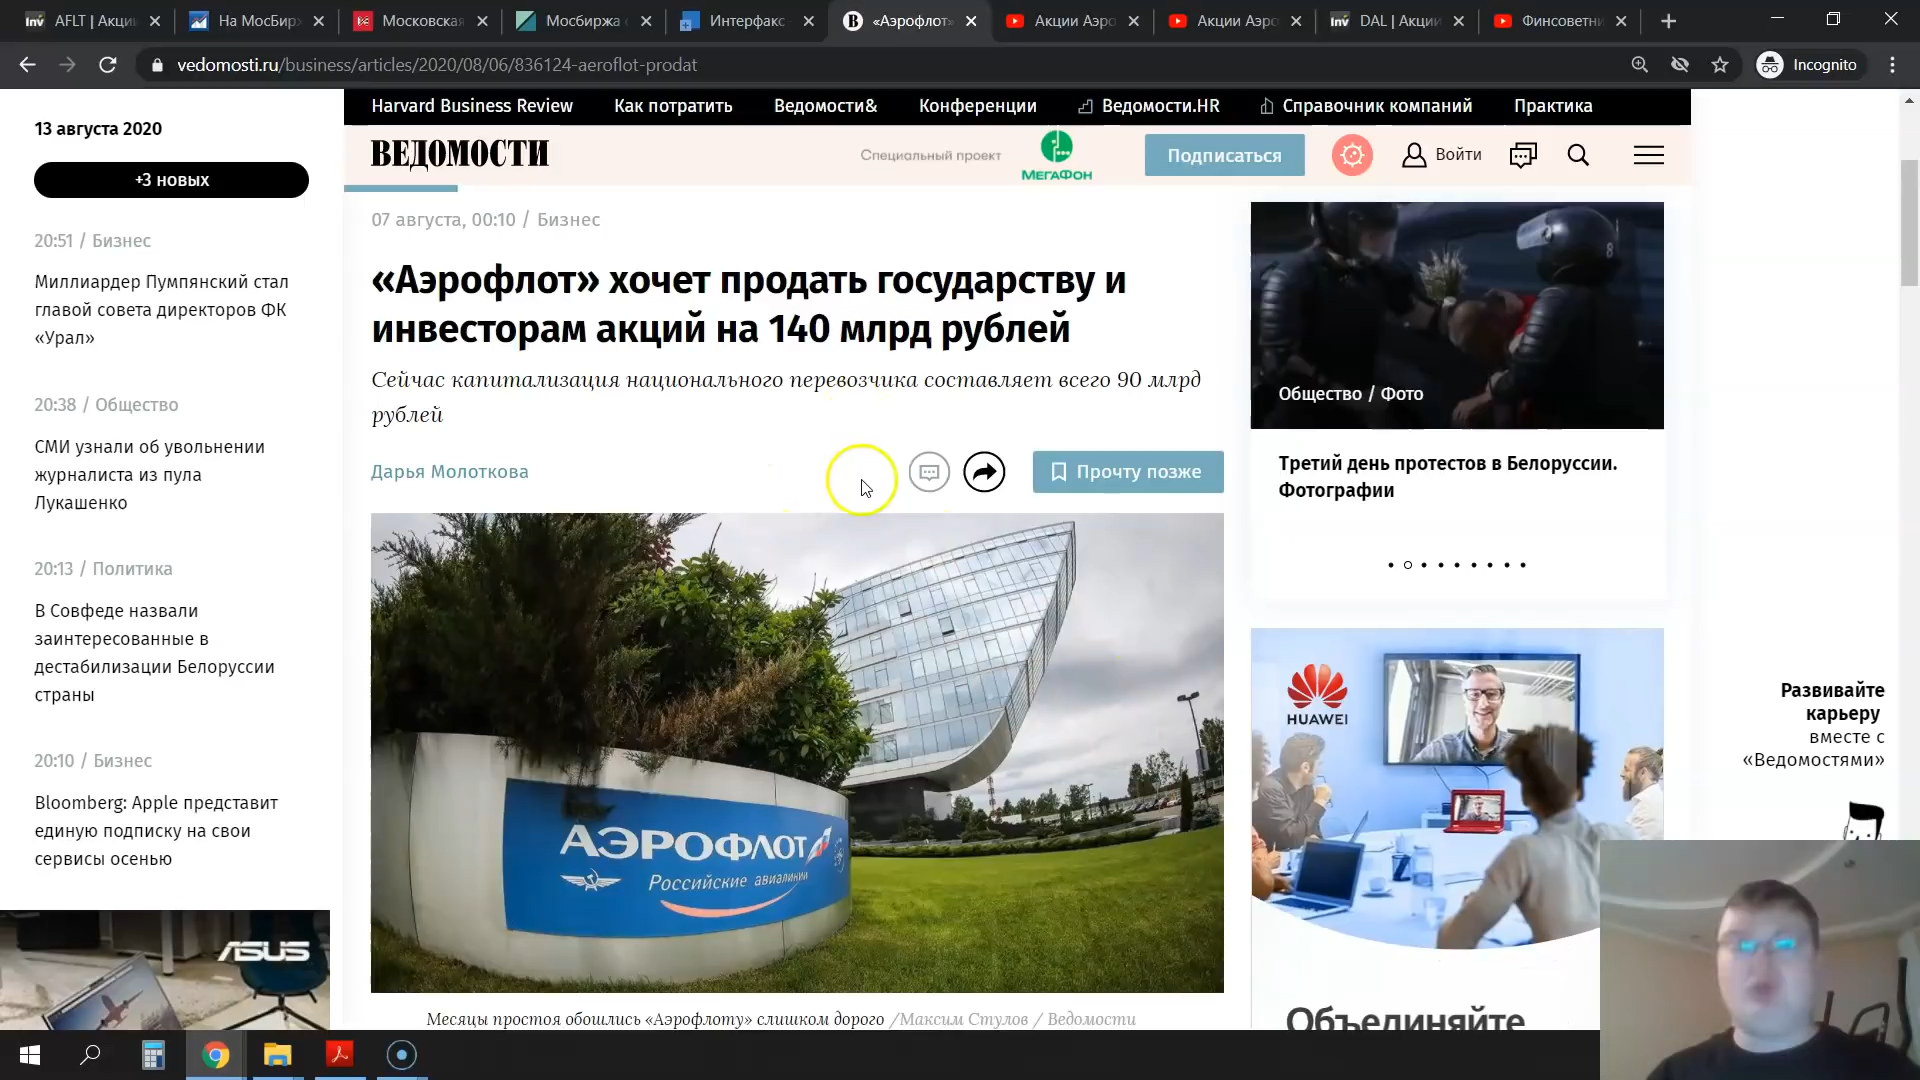 AFLT | Акци
На МосБир
Московская
Мосбиржа
Интерфакс
«Аэрофлот»
Акции Аэро
Акции Аэро
DAL | Акции
Финсоветни
vedomosti.ru/business/articles/2020/08/06/836124-aeroflot-prodat
Incognito
Harvard Business Review
Как потратить
Ведомости&
Конференции
Ведомости.HR
Справочник компаний
Практика
ВЕДОМОСТИ
Специальный проект
МЕГАФОН
Подписаться
Войти
13 августа 2020
+3 новых
20:51 / Бизнес
Миллиардер Пумпянский стал
главой совета директоров ФК
«Урал»
20:38 / Общество
СМИ узнали об увольнении
журналиста из пула
Лукашенко
20:13 / Политика
В Совфеде назвали
заинтересованные в
дестабилизации Белоруссии
страны
20:10 / Бизнес
Bloomberg: Apple представит
единую подписку на свои
сервисы осенью
ASUS
07 августа, 00:10 / Бизнес
«Аэрофлот» хочет продать государству и
инвесторам акций на 140 млрд рублей
Сейчас капитализация национального перевозчика составляет всего 90 млрд
рублей
Дарья Молоткова
Прочту позже
АЭРОФЛОТ
Российские авиалинии
Месяцы простоя обошлись «Аэрофлоту» слишком дорого /Максим Стулов / Ведомости
Общество / Фото
Третий день протестов в Белоруссии.
Фотографии
HUAWEI
Объединяйте
Развивайте
карьеру
вместе с
«Ведомостями»